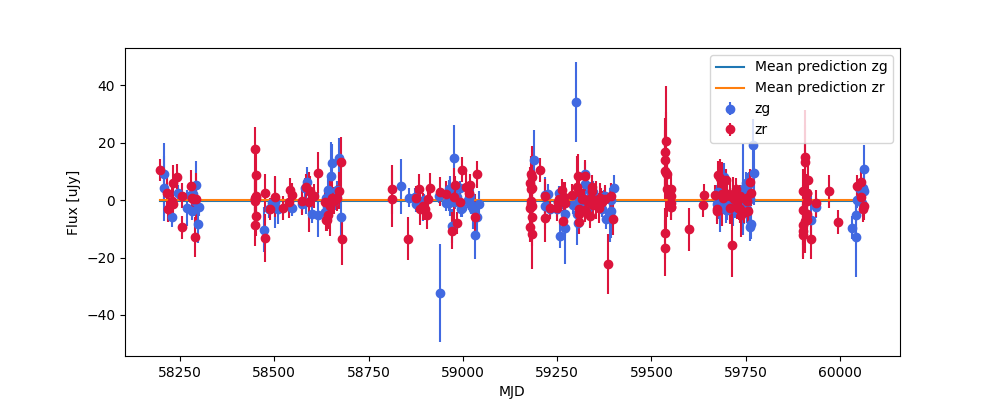 Mean prediction zg
Mean prediction zr
zg
zr
Flux [uJy]
40
20
0
−20
−40
58250
58500
58750
59000
59250
59500
59750
60000
MJD